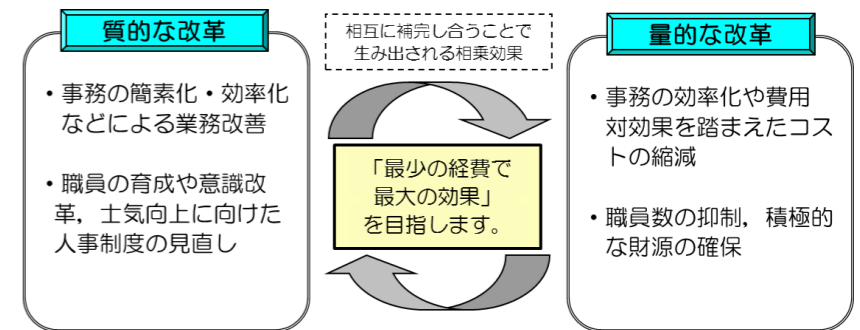 質的な改革
・事務の簡素化・効率化
などによる業務改善
・職員の育成や意識改
革，士気向上に向けた
人事制度の見直し
相互に補完し合うことで
生み出される相乗効果
「最少の経費で
最大の効果」
を目指します。
量的な改革
・事務の効率化や費用
対効果を踏まえたコス
トの縮減
・職員数の抑制，積極的
な財源の確保